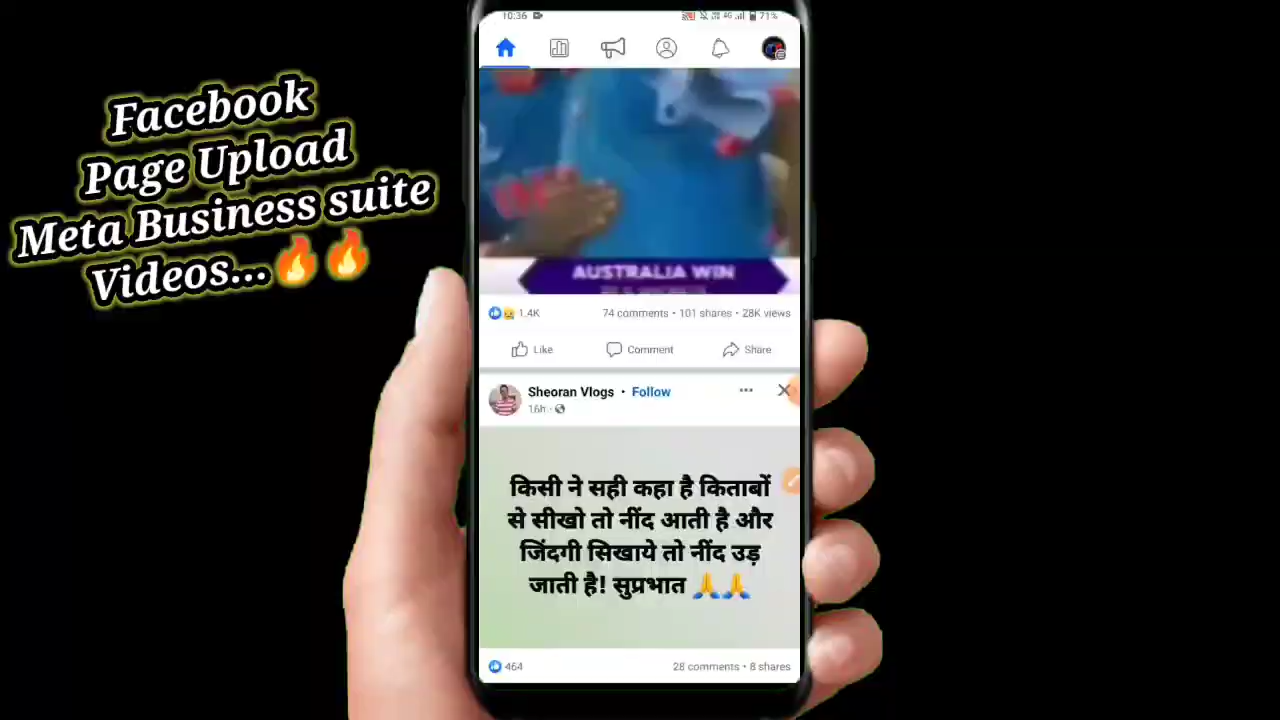 Facebook
Page Upload
Meta Business suite
Videos...🔥🔥
10:36
4G
71%
AUSTRALIA WIN
1.4K
74 comments • 101 shares • 28K views
Like
Comment
Share
Sheoran Vlogs • Follow
16h
किसी ने सही कहा है किताबों
से सीखो तो नींद आती है और
जिंदगी सिखाये तो नींद उड़
जाती है! सुप्रभात 🙏🙏
464
28 comments • 8 shares